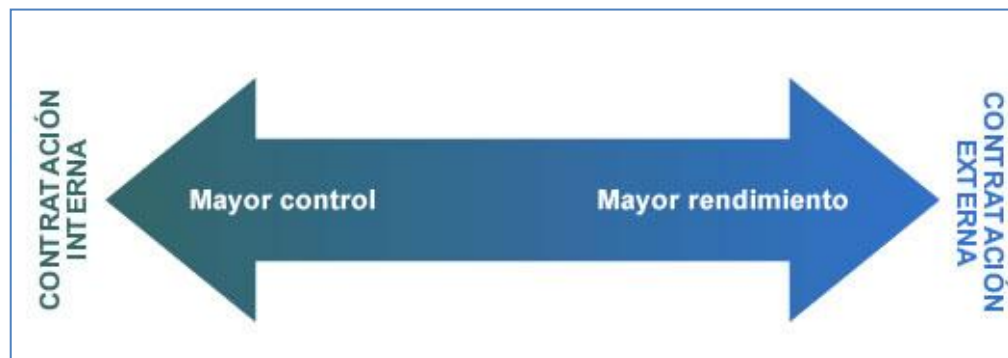 CONTRATACIÓN
INTERNA
Mayor control
Mayor rendimiento
CONTRATACIÓN
EXTERNA